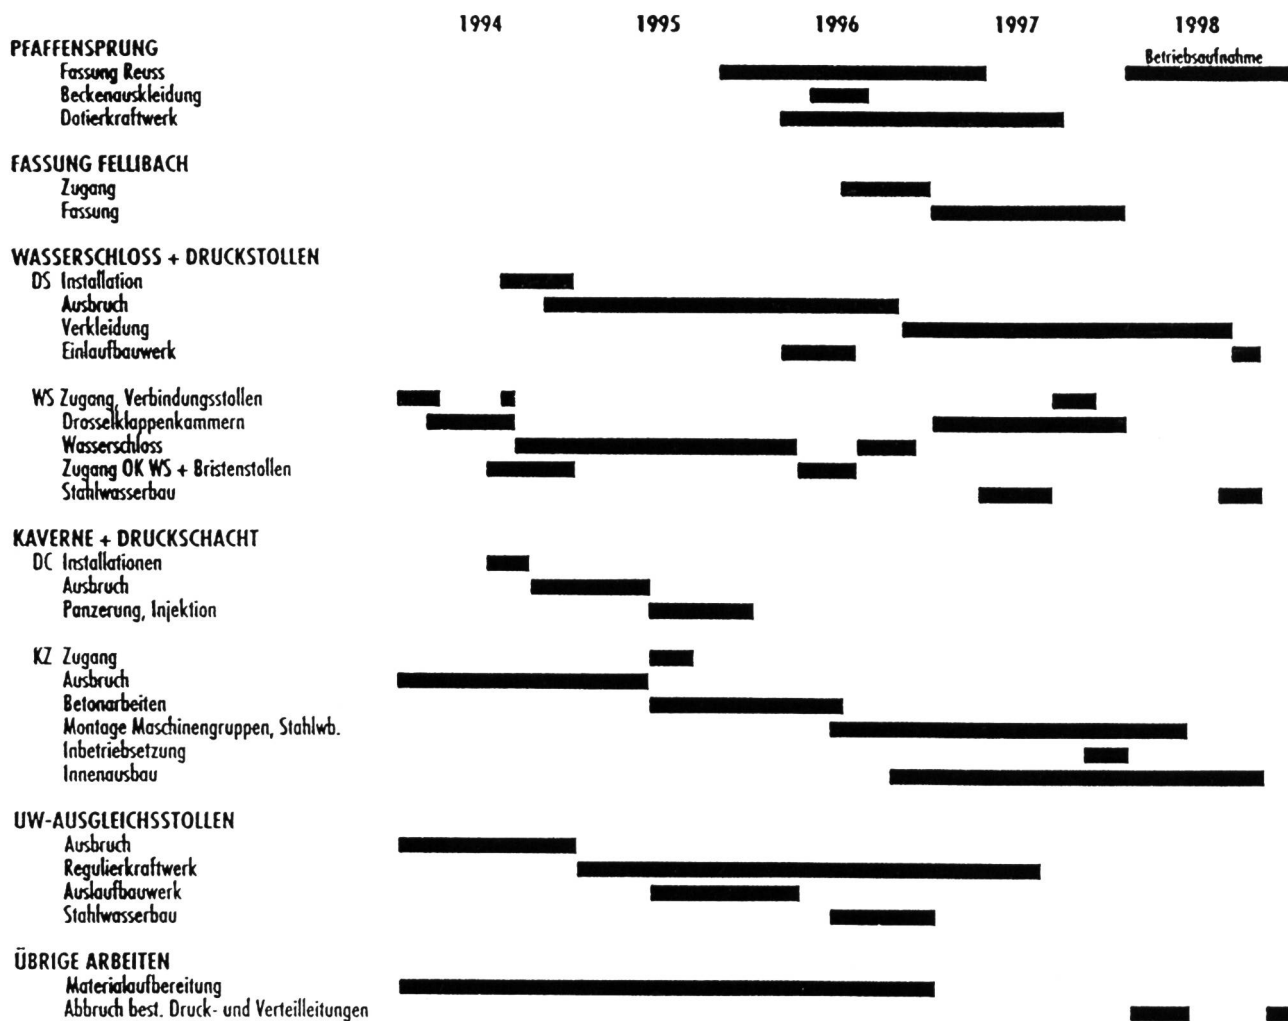 1994 1995 1996 1997 1998
PFAFFENSPRUNG
Betriebsaufnahme
Fassung Reuss
Beckenauskleidung
Dotierkraftwerk
FASSUNG FELLIBACH
Zugang
Fassung
WASSERSCHLOSS + DRUCKSTOLLEN
DS Installation
Ausbruch
Verkleidung
Einlaufbauwerk
WS Zugang, Verbindungsstollen
Drosselklappenkammern
Wasserschloss
Zugang OK WS + Bristenstollen
Stahlwasserbau
KAVERNE + DRUCKSCHACHT
DC Installationen
Ausbruch
Panzerung, Injektion
KZ Zugang
Ausbruch
Betonarbeiten
Montage Maschinengruppen, Stahlwb.
Inbetriebsetzung
Innenausbau
UW-AUSGLEICHSSTOLLEN
Ausbruch
Regulierkraftwerk
Auslaufbauwerk
Stahlwasserbau
ÜBRIGE ARBEITEN
Materialaufbereitung
Abbruch best. Druck- und Verteilleitungen